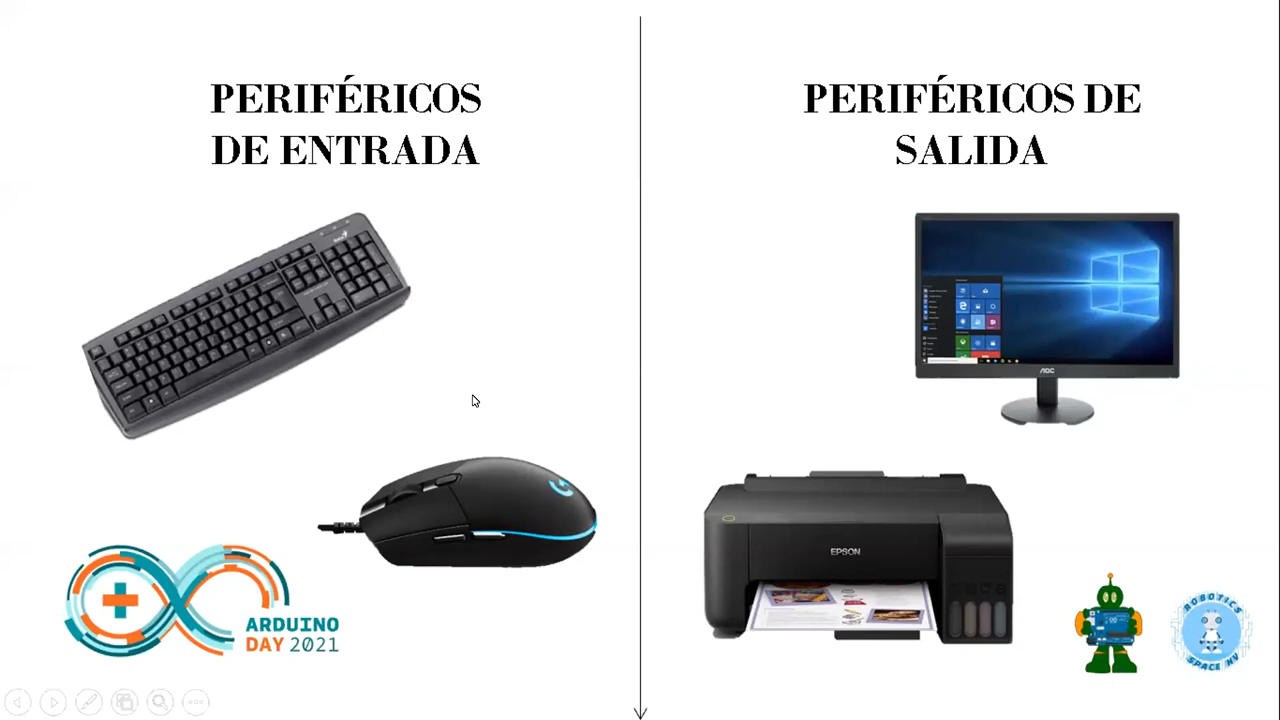 PERIFÉRICOS
DE ENTRADA
PERIFÉRICOS DE
SALIDA
AOC
EPSON
ARDUINO
DAY 2021
ROBOTICS
SPACE NV